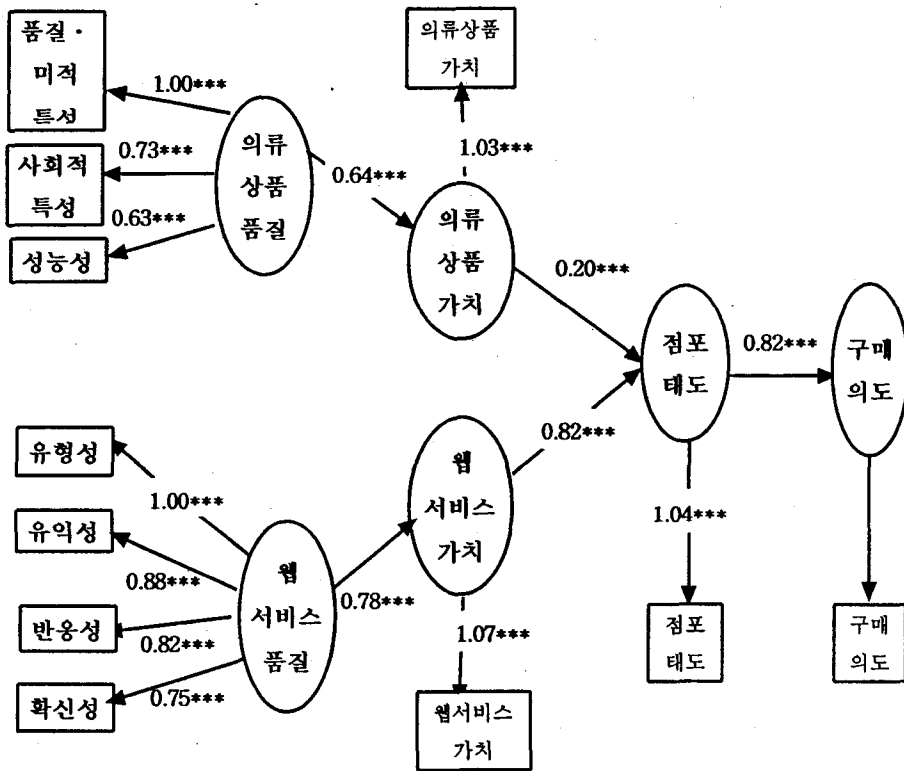 품질·
미적
특성
1.00***
사회적
특성
0.73***
성능성
0.63***
의류
상품
품질
0.64***
의류상품
가치
1.03***
의류
상품
가치
0.20***
점포
태도
0.82***
구매
의도
유형성
1.00***
유익성
0.88***
반응성
0.82***
확신성
0.75***
웹
서비스
품질
0.78***
웹
서비스
가치
0.82***
1.07***
웹서비스
가치
1.04***
점포
태도
구매
의도